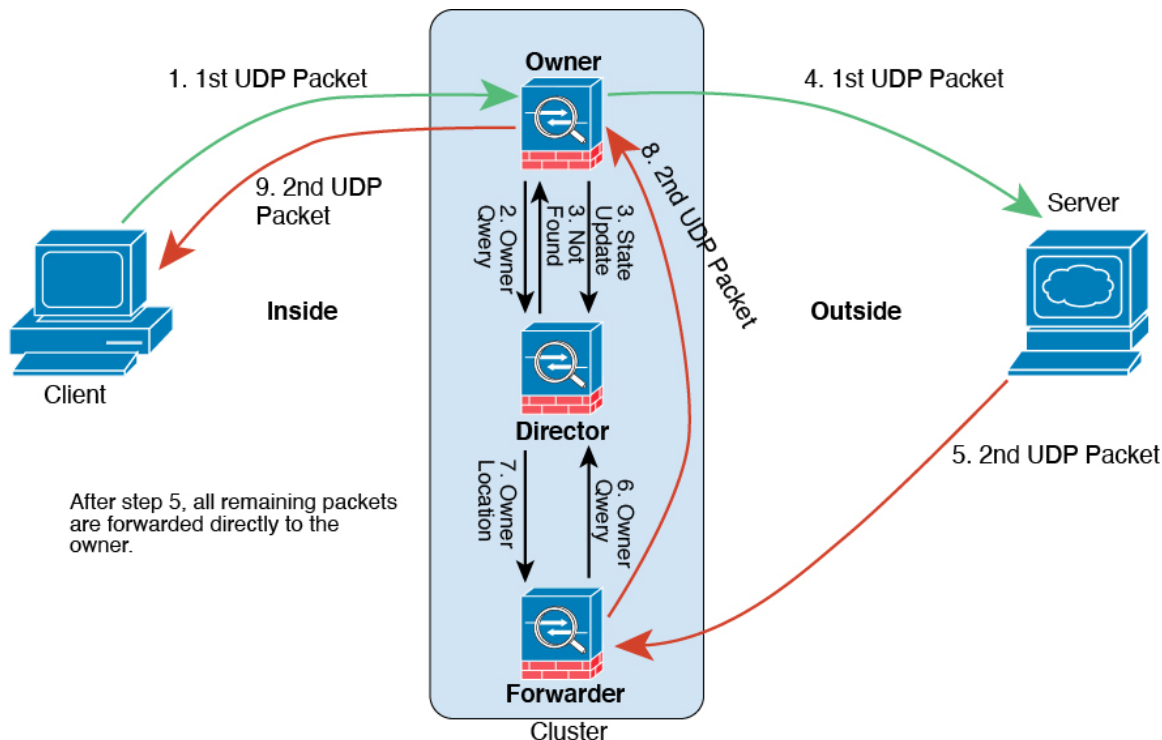 Owner
1. 1st UDP Packet
4. 1st UDP Packet
9. 2nd UDP
Packet
2. Owner
Qwery
3. Not
Found
3. State
Update
8. 2nd UDP Packet
Server
Inside
Outside
Client
Director
5. 2nd UDP Packet
7. Owner
Location
6. Owner
Qwery
After step 5, all remaining packets
are forwarded directly to the
owner.
Forwarder
Cluster